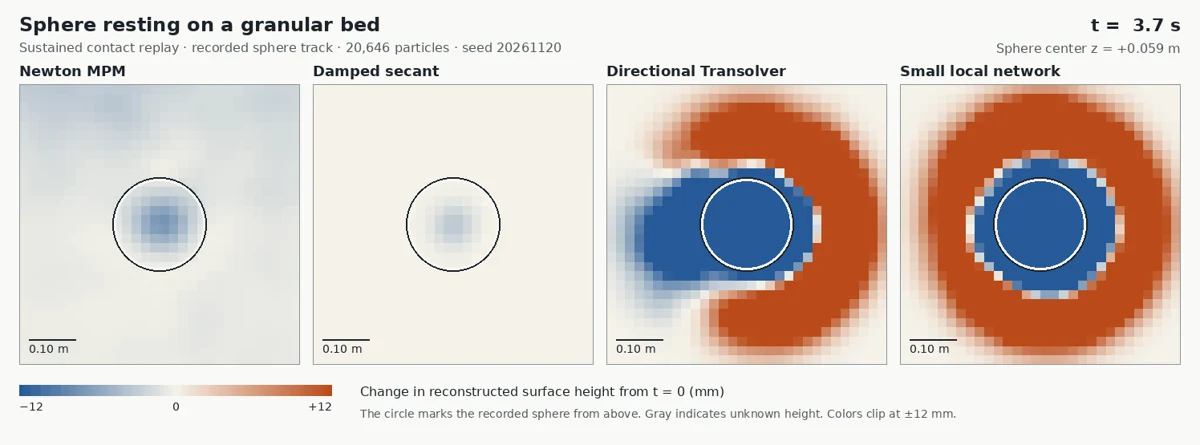 Sphere resting on a granular bed
t = 3.7 s
Sustained contact replay · recorded sphere track · 20,646 particles · seed 20261120
Sphere center z = +0.059 m
Newton MPM
Damped secant
Directional Transolver
Small local network
0.10 m
0.10 m
0.10 m
0.10 m
−12
0
+12
Change in reconstructed surface height from t = 0 (mm)
The circle marks the recorded sphere from above. Gray indicates unknown height. Colors clip at ±12 mm.